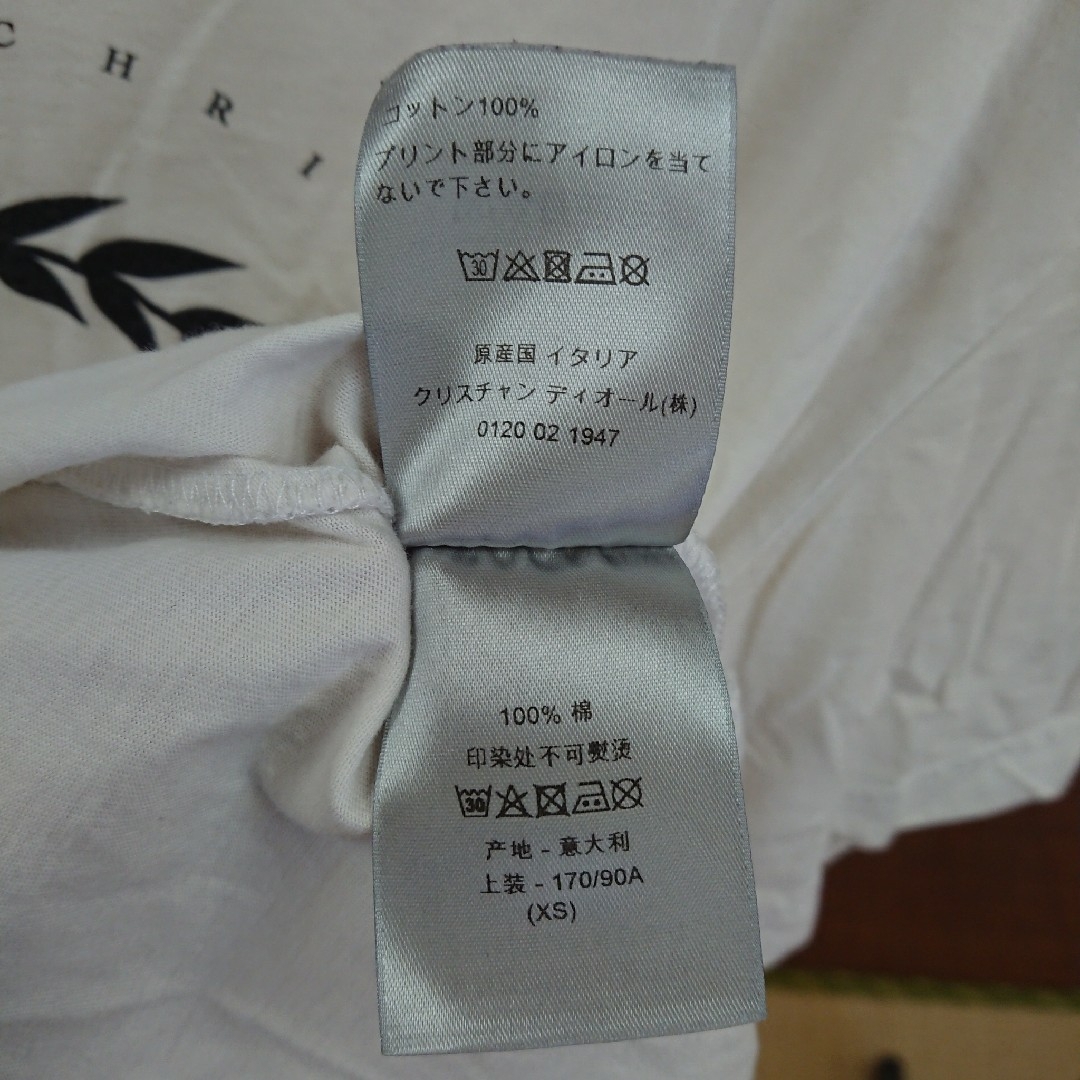 C H R I
コットン100%
プリント部分にアイロンを当て
ないで下さい。
30
原産国 イタリア
クリスチャン ディオール(株)
0120 02 1947
100% 棉
印染处不可熨烫
30
产地 - 意大利
上装 - 170/90A
(XS)